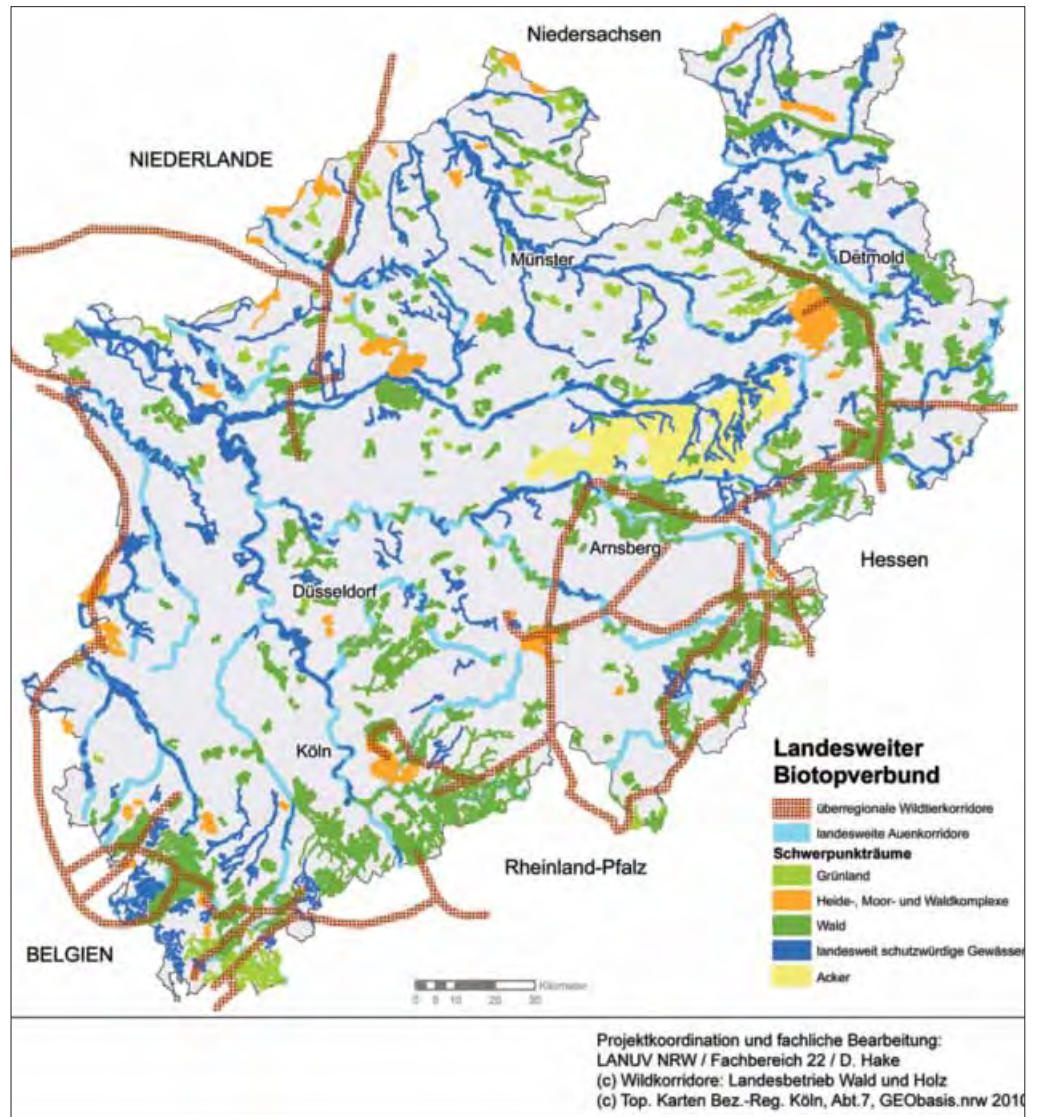 Niedersachsen
NIEDERLANDE
Münster
Detmold
Arnsberg
Hessen
Düsseldorf
Köln
Rheinland-Pfalz
BELGIEN
Landesweiter
Biotopverbund
überregionale Wildtierkorridore
landesweite Auenkorridore
Schwerpunkträume
Grünland
Heide-, Moor- und Waldkomplexe
Wald
landesweit schutzwürdige Gewässer
Acker
Kilometer
0 5 10 20 30
Projektkoordination und fachliche Bearbeitung:
LANUV NRW / Fachbereich 22 / D. Hake
(c) Wildkorridore: Landesbetrieb Wald und Holz
(c) Top. Karten Bez.-Reg. Köln, Abt.7, GEObasis.nrw 2010